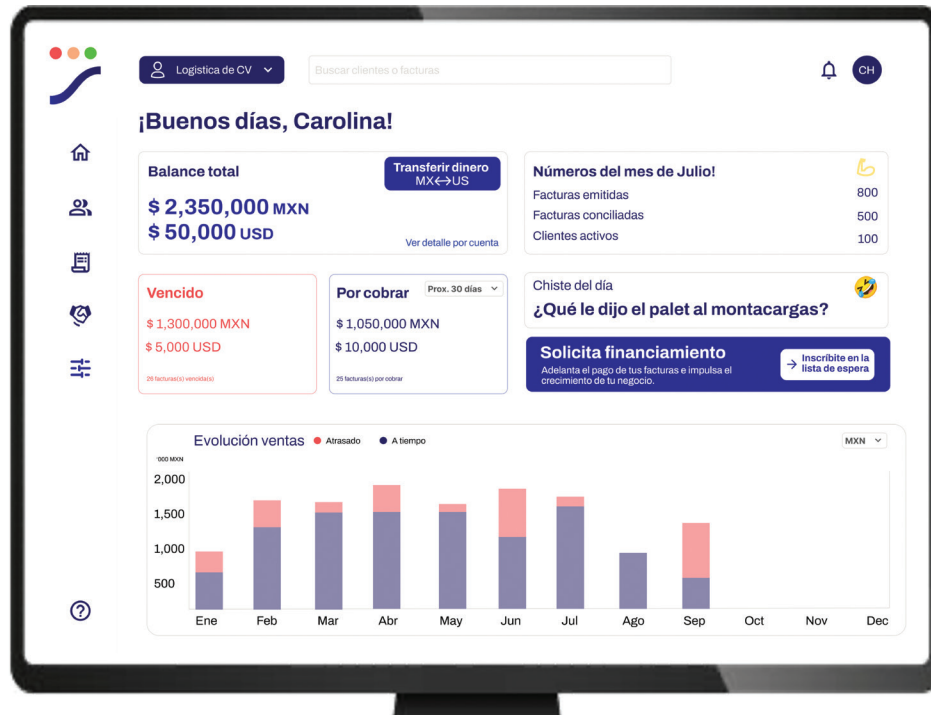 Logistica de CV
Buscar clientes o facturas
CH
¡Buenos días, Carolina!
Balance total
Transferir dinero
MX↔US
$ 2,350,000 MXN
$ 50,000 USD
Ver detalle por cuenta
Números del mes de Julio!
Facturas emitidas 800
Facturas conciliadas 500
Clientes activos 100
Vencido
$ 1,300,000 MXN
$ 5,000 USD
26 facturas(s) vencida(s)
Por cobrar
Prox. 30 días
$ 1,050,000 MXN
$ 10,000 USD
25 facturas(s) por cobrar
Chiste del día
¿Qué le dijo el palet al montacargas?
Solicita financiamiento
Adelanta el pago de tus facturas e impulsa el
crecimiento de tu negocio.
→ Inscríbite en la
lista de espera
Evolución ventas
Atrasado
A tiempo
MXN
'000 MXN
2,000
1,500
1,000
500
Ene Feb Mar Abr May Jun Jul Ago Sep Oct Nov Dec